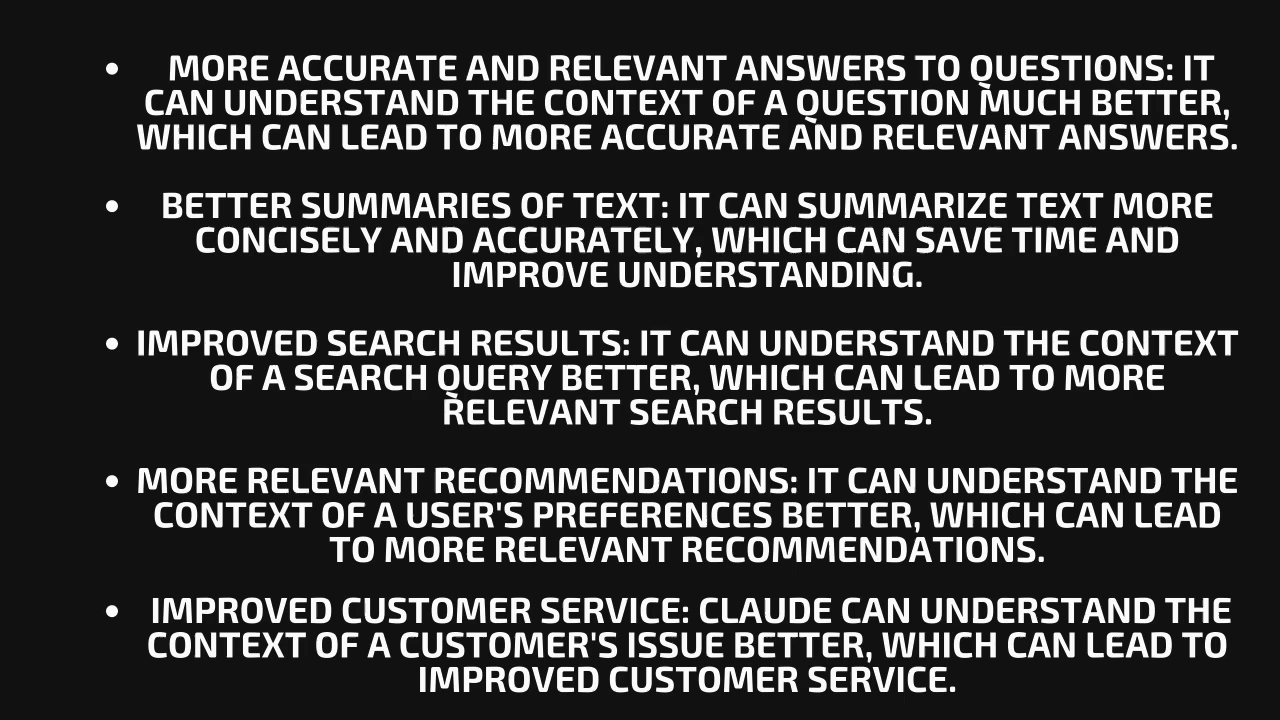 • MORE ACCURATE AND RELEVANT ANSWERS TO QUESTIONS: IT
CAN UNDERSTAND THE CONTEXT OF A QUESTION MUCH BETTER,
WHICH CAN LEAD TO MORE ACCURATE AND RELEVANT ANSWERS.
• BETTER SUMMARIES OF TEXT: IT CAN SUMMARIZE TEXT MORE
CONCISELY AND ACCURATELY, WHICH CAN SAVE TIME AND
IMPROVE UNDERSTANDING.
• IMPROVED SEARCH RESULTS: IT CAN UNDERSTAND THE CONTEXT
OF A SEARCH QUERY BETTER, WHICH CAN LEAD TO MORE
RELEVANT SEARCH RESULTS.
• MORE RELEVANT RECOMMENDATIONS: IT CAN UNDERSTAND THE
CONTEXT OF A USER'S PREFERENCES BETTER, WHICH CAN LEAD
TO MORE RELEVANT RECOMMENDATIONS.
• IMPROVED CUSTOMER SERVICE: CLAUDE CAN UNDERSTAND THE
CONTEXT OF A CUSTOMER'S ISSUE BETTER, WHICH CAN LEAD TO
IMPROVED CUSTOMER SERVICE.